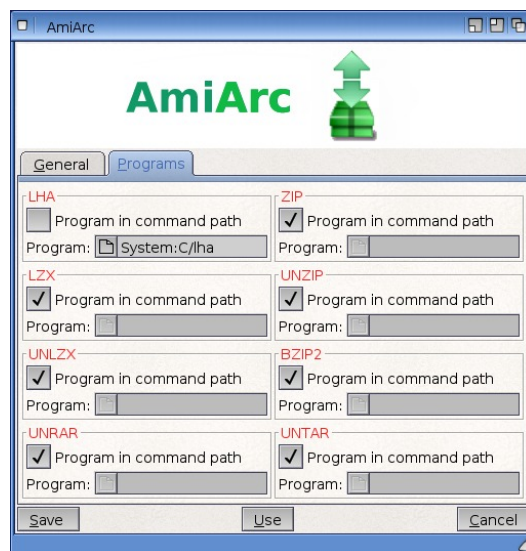 AmiArc
AmiArc
General Programs
LHA
Program in command path
Program: System:C/lha
ZIP
Program in command path
Program:
LZX
Program in command path
Program:
UNZIP
Program in command path
Program:
UNLZX
Program in command path
Program:
BZIP2
Program in command path
Program:
UNRAR
Program in command path
Program:
UNTAR
Program in command path
Program:
Save Use Cancel